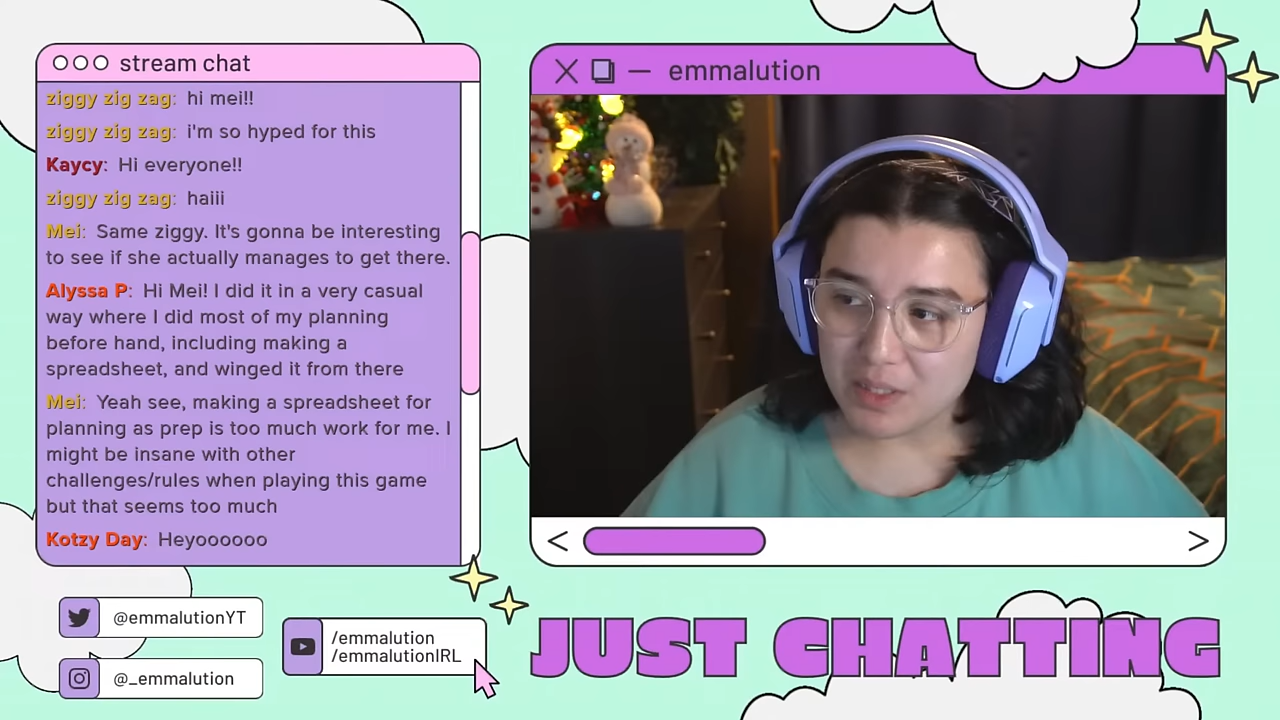 stream chat
ziggy zig zag: hi mei!!
ziggy zig zag: i'm so hyped for this
Kaycy: Hi everyone!!
ziggy zig zag: haiii
Mei: Same ziggy. It's gonna be interesting
to see if she actually manages to get there.
Alyssa P: Hi Mei! I did it in a very casual
way where I did most of my planning
before hand, including making a
spreadsheet, and winged it from there
Mei: Yeah see, making a spreadsheet for
planning as prep is too much work for me. I
might be insane with other
challenges/rules when playing this game
but that seems too much
Kotzy Day: Heyoooooo
emmalution
@emmalutionYT
@_emmalution
/emmalution
/emmalutionIRL
JUST CHATTING